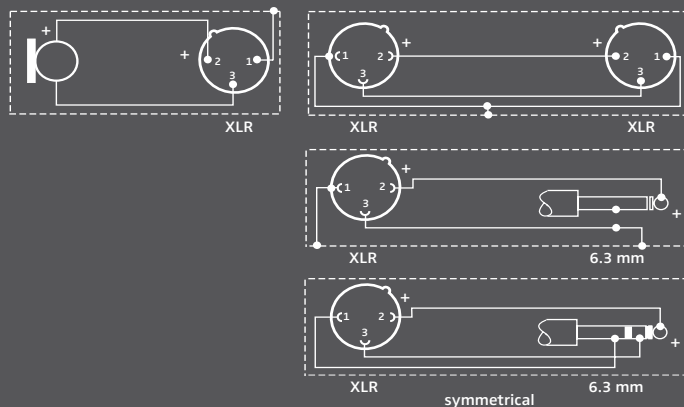 + + 2 1 3
XLR
1 2 + 3
XLR
+ 2 1 3
XLR
1 2 + 3
XLR
+
6.3 mm
1 2 + 3
XLR
+
6.3 mm
symmetrical